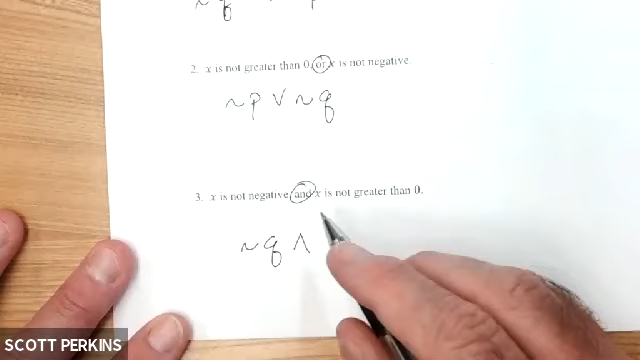 ~q p
2. x is not greater than 0, or x is not negative.
~p ∨ ~q
3. x is not negative, and x is not greater than 0.
~q ∧
SCOTT PERKINS